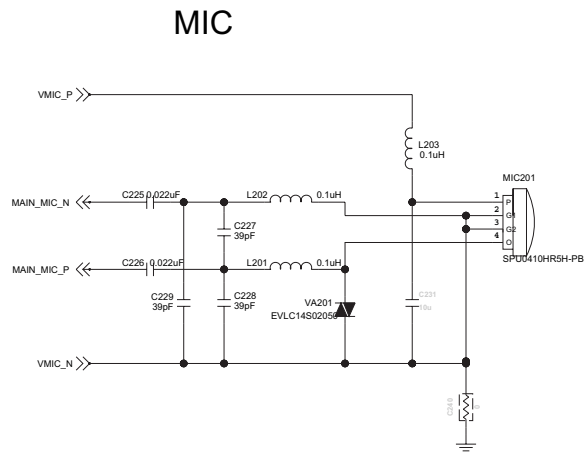 MIC
VMIC_P
L203
0.1uH
MIC201
C225 0.022uF
L202
0.1uH
1
P
MAIN_MIC_N
2
G1
3
G2
C227
39pF
4
O
SPU0410HR5H-PB
C226 0.022uF
L201
0.1uH
MAIN_MIC_P
C229
39pF
C228
39pF
VA201
EVLC14S02050
C231
10u
VMIC_N
C240
0